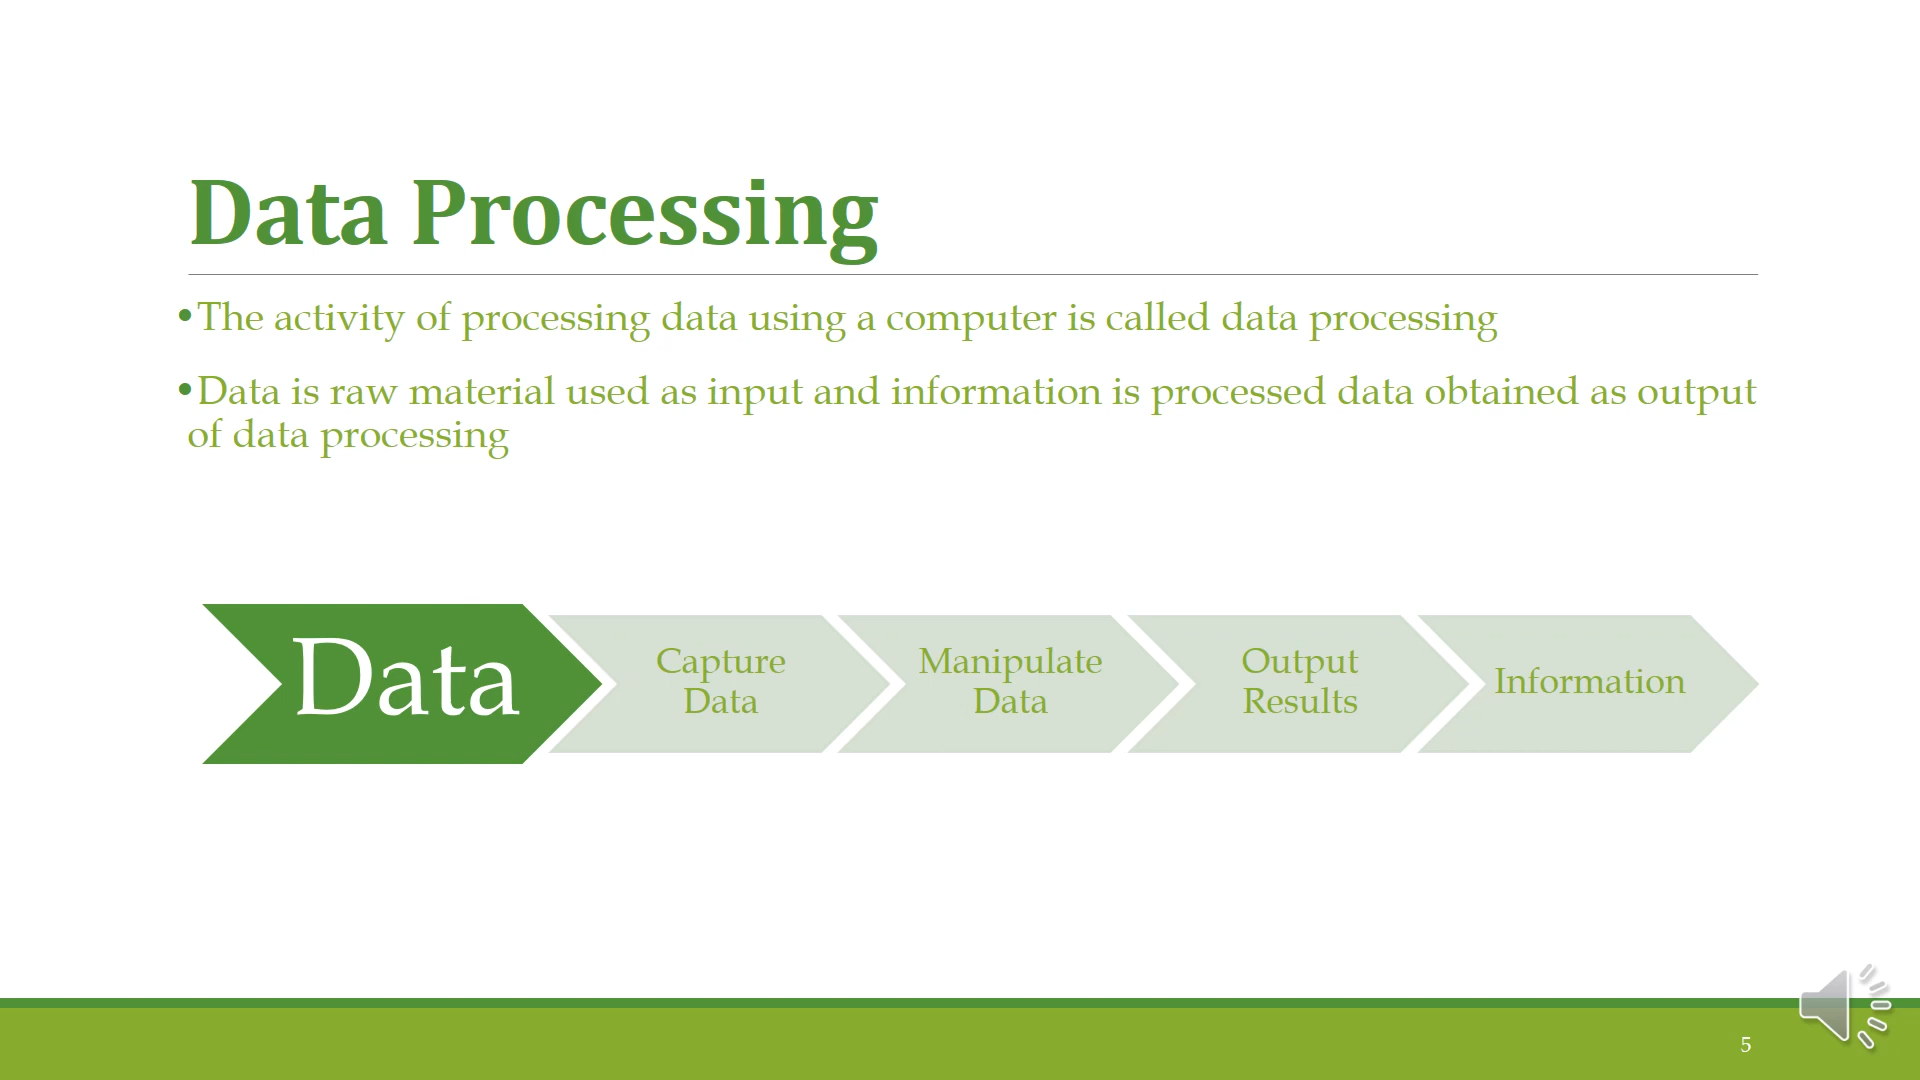 Data Processing
•The activity of processing data using a computer is called data processing
•Data is raw material used as input and information is processed data obtained as output
of data processing
Data
Capture
Data
Manipulate
Data
Output
Results
Information
5